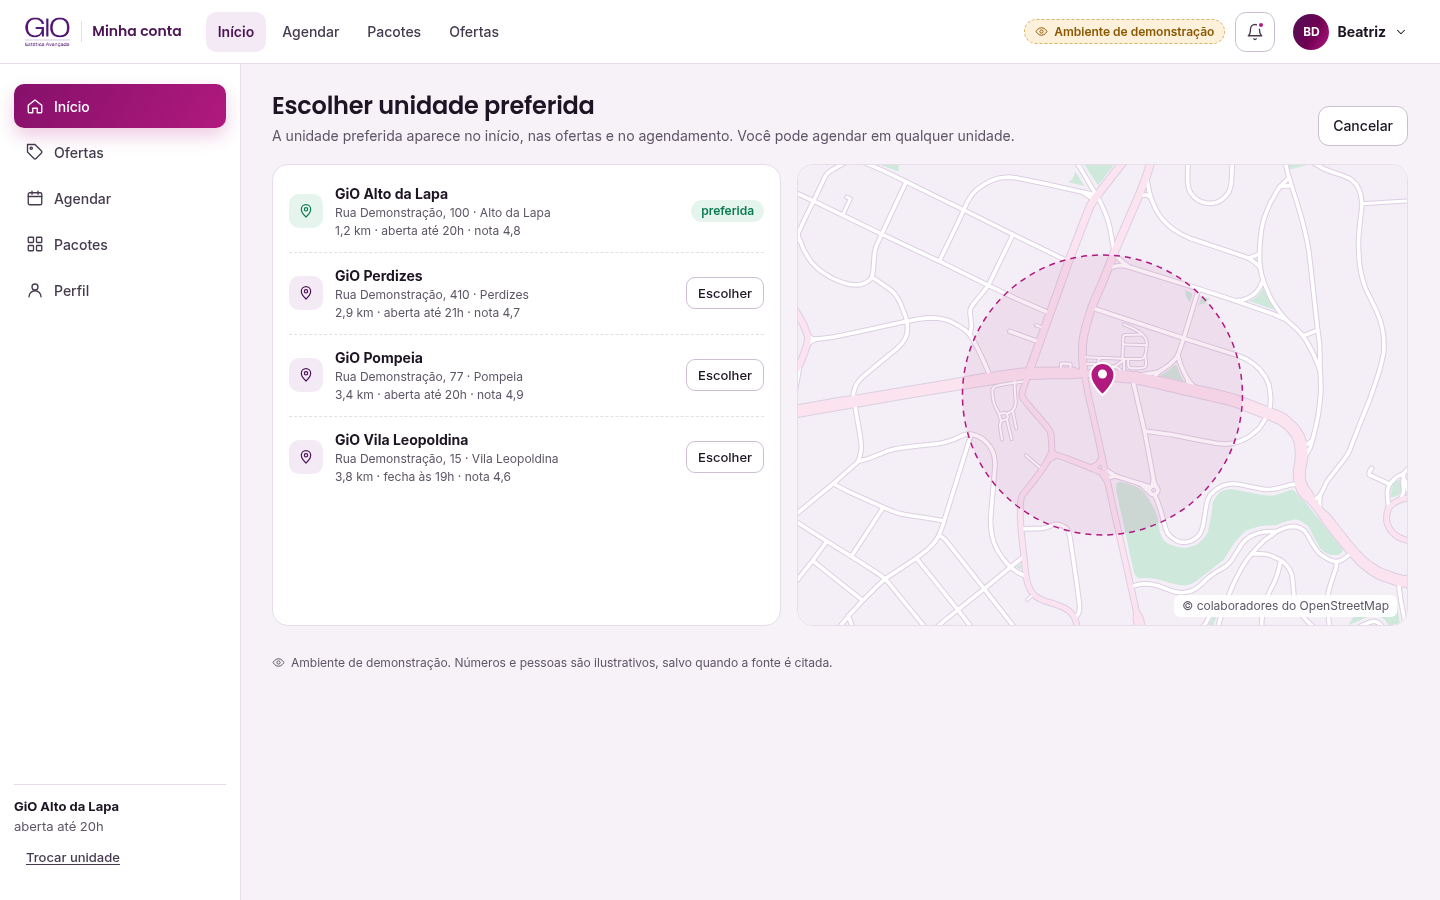 GIO
Estética Avançada
Minha conta
Início
Agendar
Pacotes
Ofertas
Ambiente de demonstração
BD
Beatriz
Início
Ofertas
Agendar
Pacotes
Perfil
GiO Alto da Lapa
aberta até 20h
Trocar unidade
Escolher unidade preferida
A unidade preferida aparece no início, nas ofertas e no agendamento. Você pode agendar em qualquer unidade.
Cancelar
GiO Alto da Lapa
Rua Demonstração, 100 · Alto da Lapa
1,2 km · aberta até 20h · nota 4,8
preferida
GiO Perdizes
Rua Demonstração, 410 · Perdizes
2,9 km · aberta até 21h · nota 4,7
Escolher
GiO Pompeia
Rua Demonstração, 77 · Pompeia
3,4 km · aberta até 20h · nota 4,9
Escolher
GiO Vila Leopoldina
Rua Demonstração, 15 · Vila Leopoldina
3,8 km · fecha às 19h · nota 4,6
Escolher
© colaboradores do OpenStreetMap
Ambiente de demonstração. Números e pessoas são ilustrativos, salvo quando a fonte é citada.